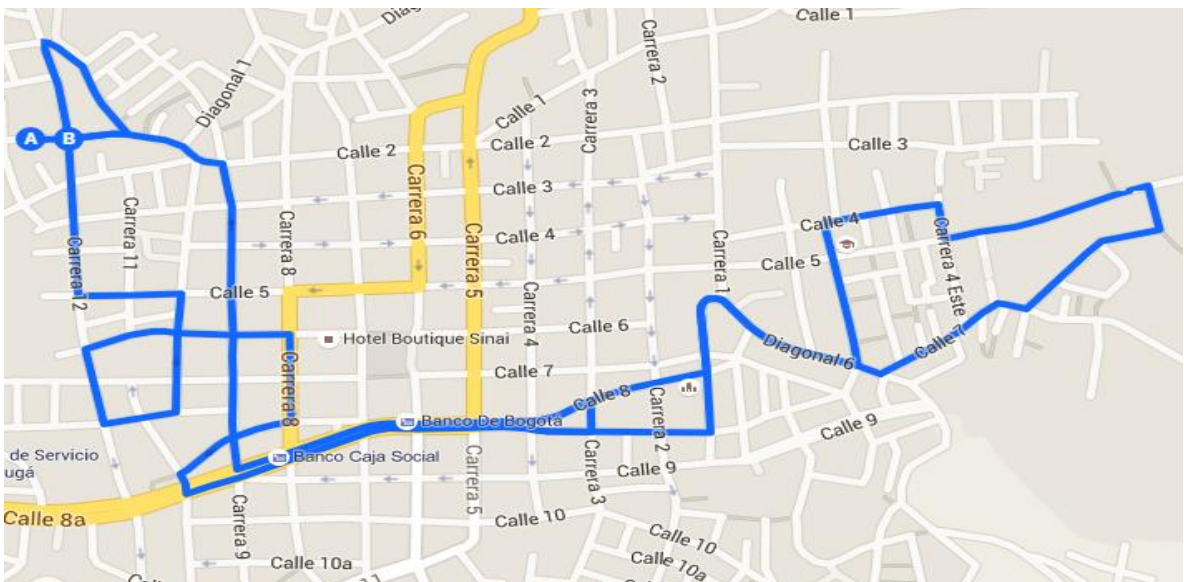 Calle 1
Diagonal 1
Carrera 2
Calle 1
Carrera 3
A
B
Calle 2
Calle 2
Calle 3
Carrera 6
Calle 3
Carrera 11
Carrera 8
Calle 4
Calle 4
Carrera 12
Carrera 5
Carrera 1
Calle 5
Calle 5
Carrera 4 Este
Calle 6
Hotel Boutique Sinai
Carrera 4
Diagonal 6
Calle 7
Calle 7
Calle 8
Carrera 8
Banco De Bogotá
Carrera 2
Calle 9
de Servicio
ugá
Banco Caja Social
Calle 9
Carrera 5
Carrera 3
Calle 8a
Carrera 9
Calle 10
Calle 10
Calle 10a
Calle 10a